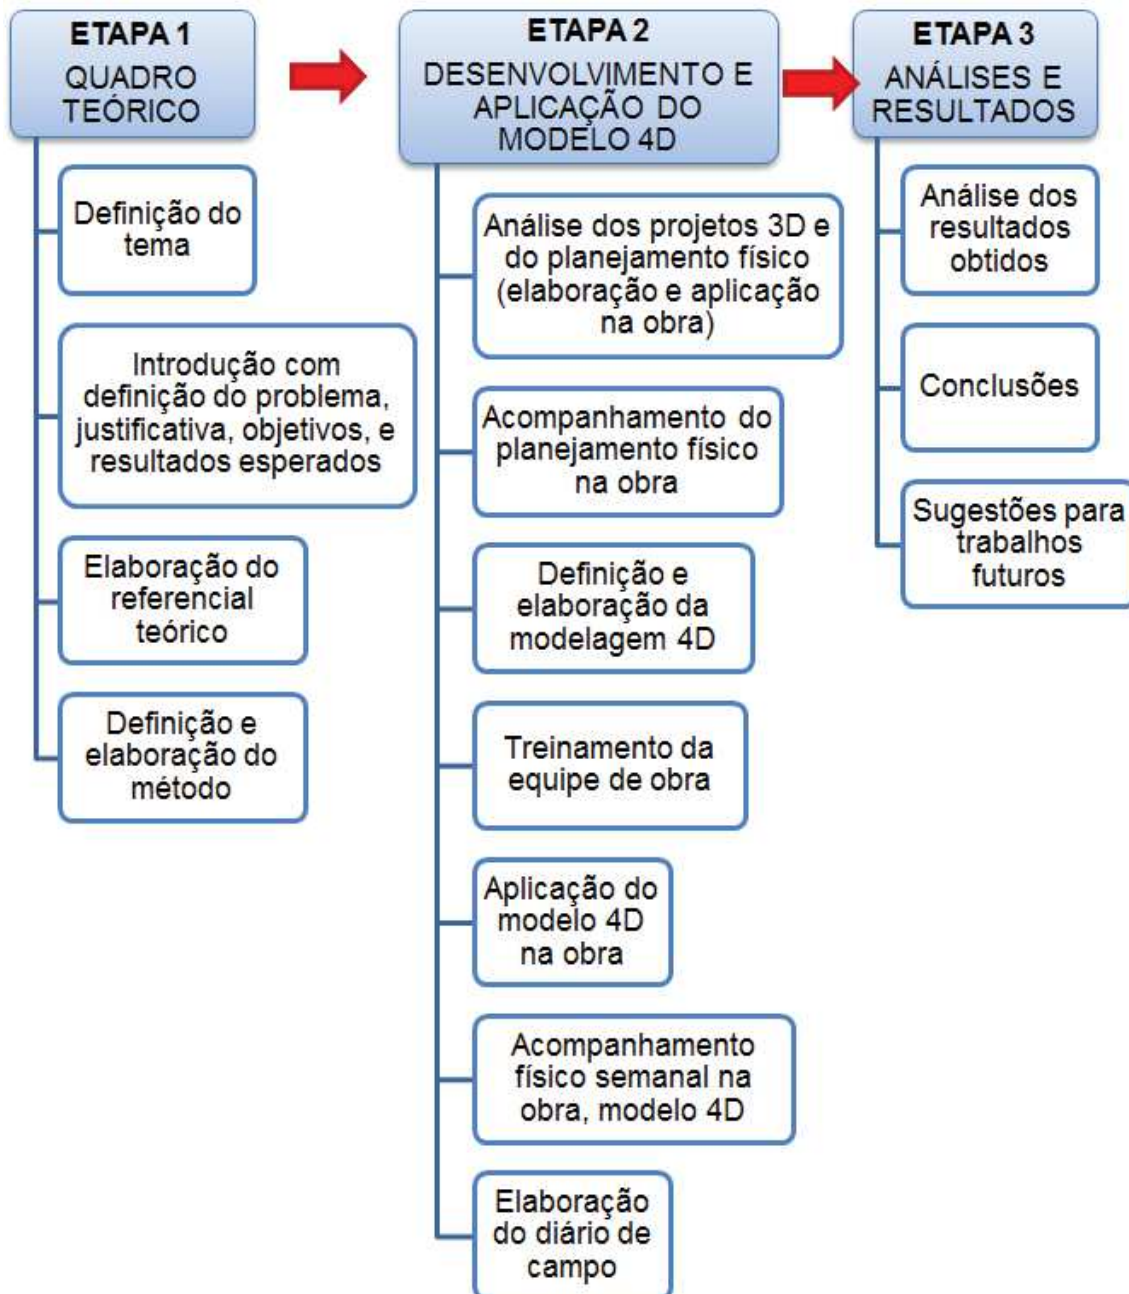 ETAPA 1
QUADRO
TEÓRICO
Definição do
tema
Introdução com
definição do problema,
justificativa, objetivos, e
resultados esperados
Elaboração do
referencial
teórico
Definição e
elaboração do
método
ETAPA 2
DESENVOLVIMENTO E
APLICAÇÃO DO
MODELO 4D
Análise dos projetos 3D e
do planejamento físico
(elaboração e aplicação
na obra)
Acompanhamento do
planejamento físico
na obra
Definição e
elaboração da
modelagem 4D
Treinamento da
equipe de obra
Aplicação do
modelo 4D
na obra
Acompanhamento
físico semanal na
obra, modelo 4D
Elaboração
do diário de
campo
ETAPA 3
ANÁLISES E
RESULTADOS
Análise dos
resultados
obtidos
Conclusões
Sugestões para
trabalhos
futuros